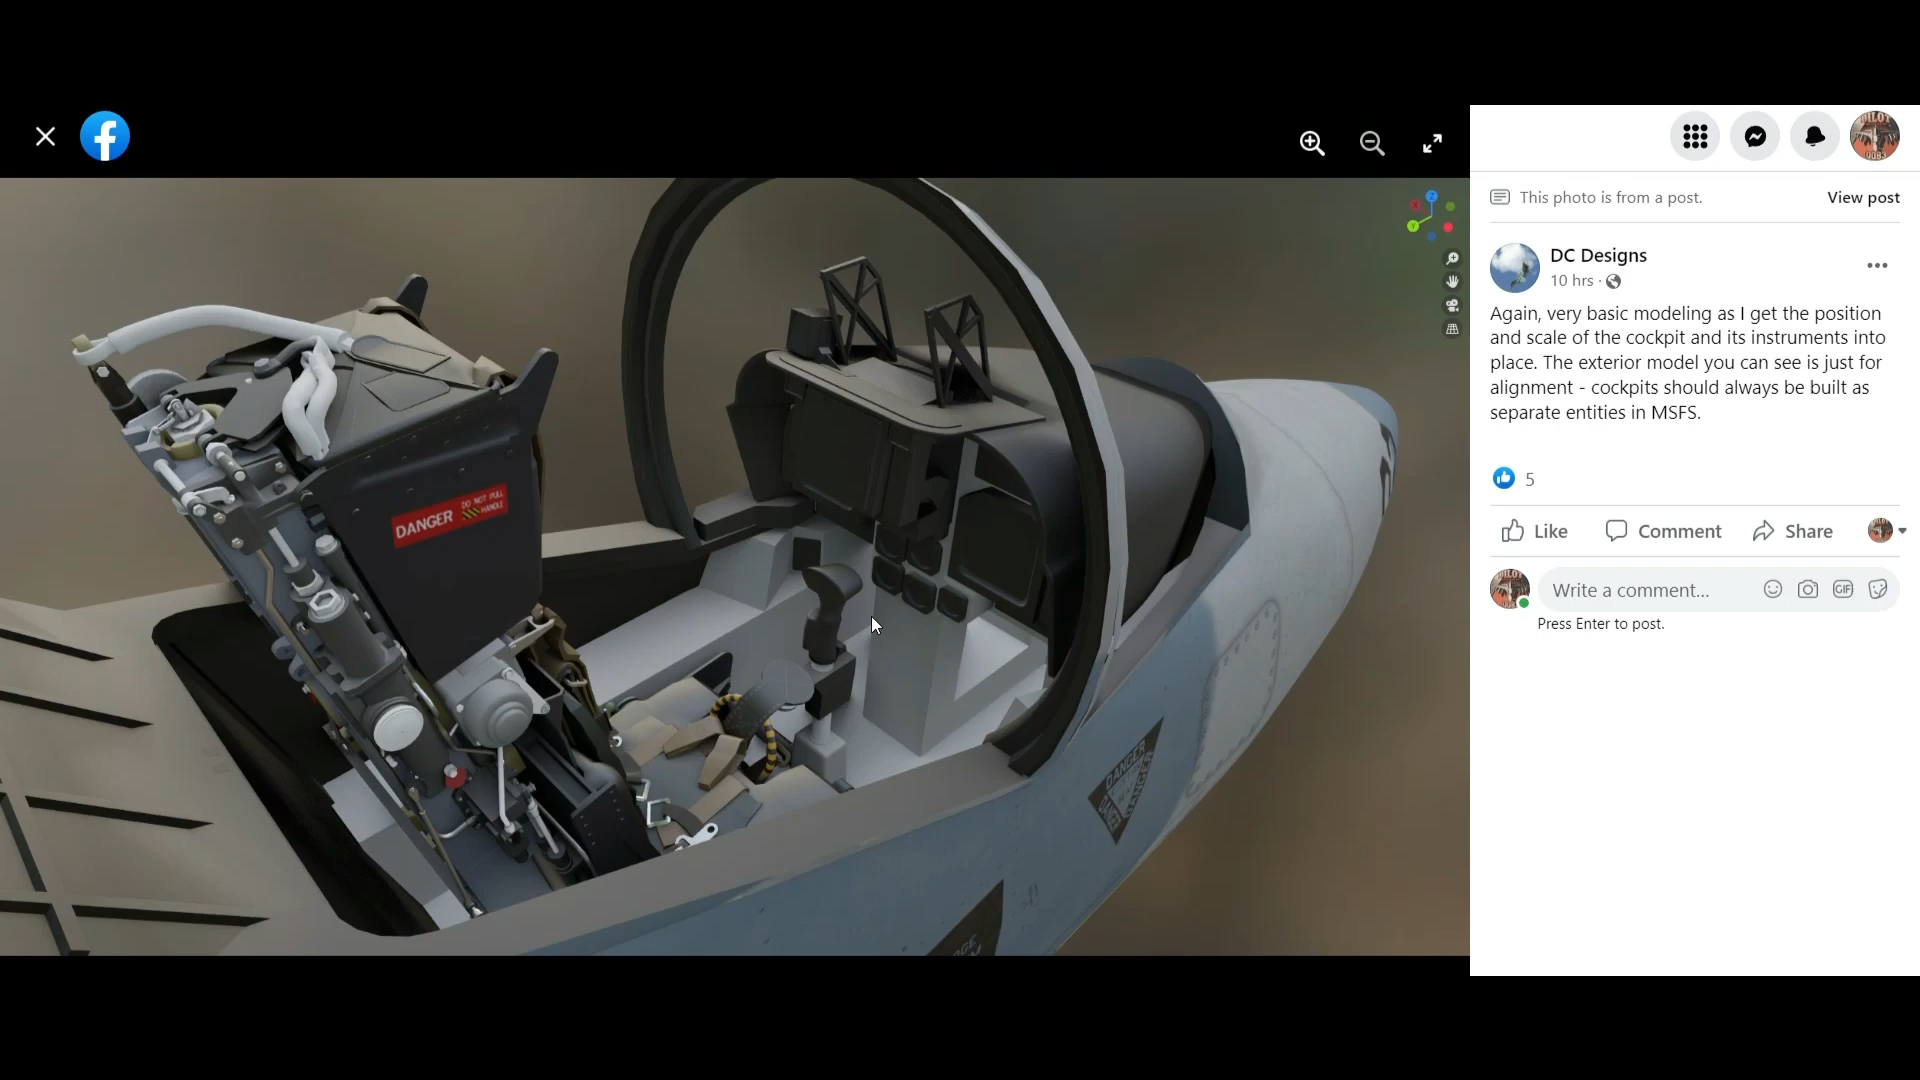 This photo is from a post.
View post
DC Designs
10 hrs ·
Again, very basic modeling as I get the position
and scale of the cockpit and its instruments into
place. The exterior model you can see is just for
alignment - cockpits should always be built as
separate entities in MSFS.
5
Like
Comment
Share
Write a comment...
GIF
Press Enter to post.
DANGER
DO NOT PULL
HANDLE
DANGER
PILOT